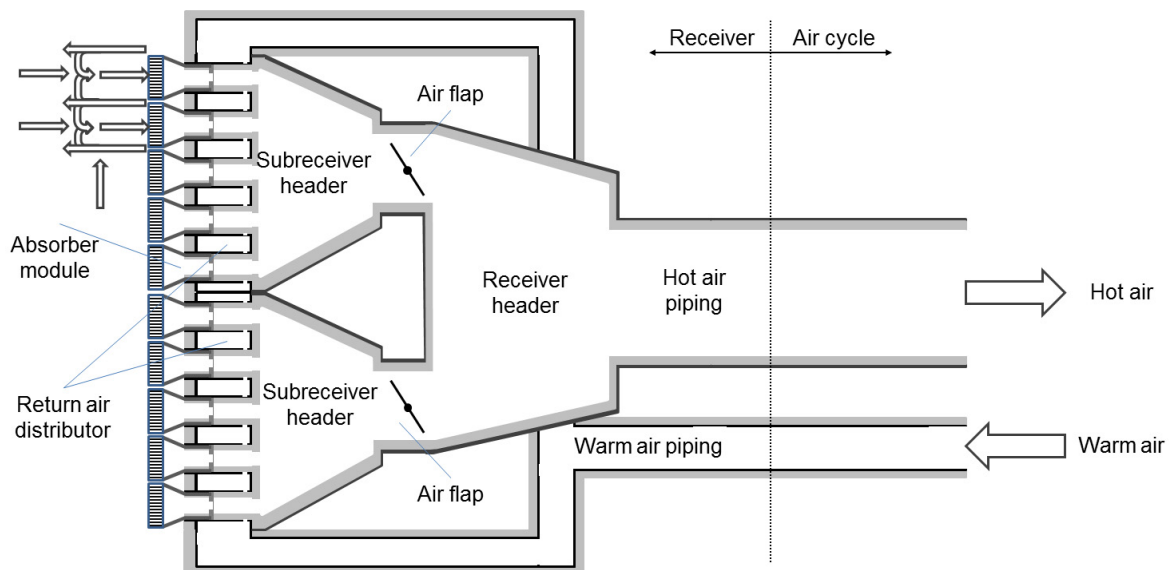 Receiver
Air cycle
Air flap
Subreceiver
header
Absorber
module
Receiver
header
Hot air
piping
Hot air
Subreceiver
header
Return air
distributor
Warm air piping
Warm air
Air flap